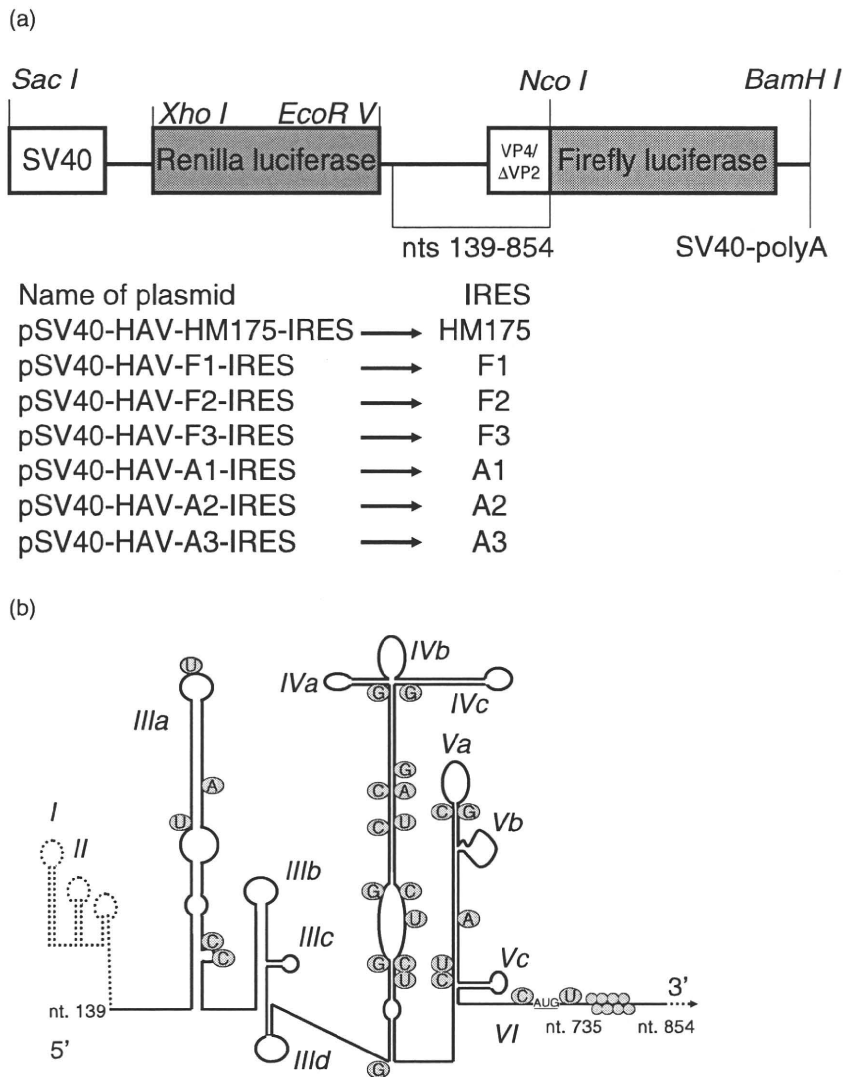 (a)
Sac I
Nco I
BamH I
Xho I
EcoR V
SV40
Renilla luciferase
VP4/
ΔVP2
Firefly luciferase
nts 139-854
SV40-polyA
Name of plasmid IRES
pSV40-HAV-HM175-IRES → HM175
pSV40-HAV-F1-IRES → F1
pSV40-HAV-F2-IRES → F2
pSV40-HAV-F3-IRES → F3
pSV40-HAV-A1-IRES → A1
pSV40-HAV-A2-IRES → A2
pSV40-HAV-A3-IRES → A3
(b)
U
IIIa
A
U
I
II
C
C
IIIb
IIIc
IIId
nt. 139
5'
IVa
IVb
IVc
G G
G
C A
C U
G C
U
G C
U
G
Va
C G
Vb
A
U
C
Vc
C
AUG
U
VI
nt. 735
nt. 854
3'